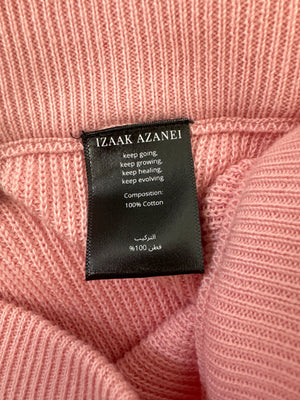 IZAAK AZANEI
keep going,
keep growing,
keep healing,
keep evolving
Composition:
100% Cotton
التركيب
قطن 100%